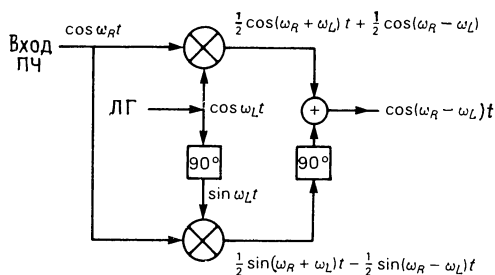 cos ω_R t
½ cos(ω_R + ω_L) t + ½ cos(ω_R − ω_L)
Вход
ПЧ
ЛГ
cos ω_L t
+
cos(ω_R − ω_L)t
90°
90°
sin ω_L t
½ sin(ω_R + ω_L)t − ½ sin(ω_R − ω_L)t